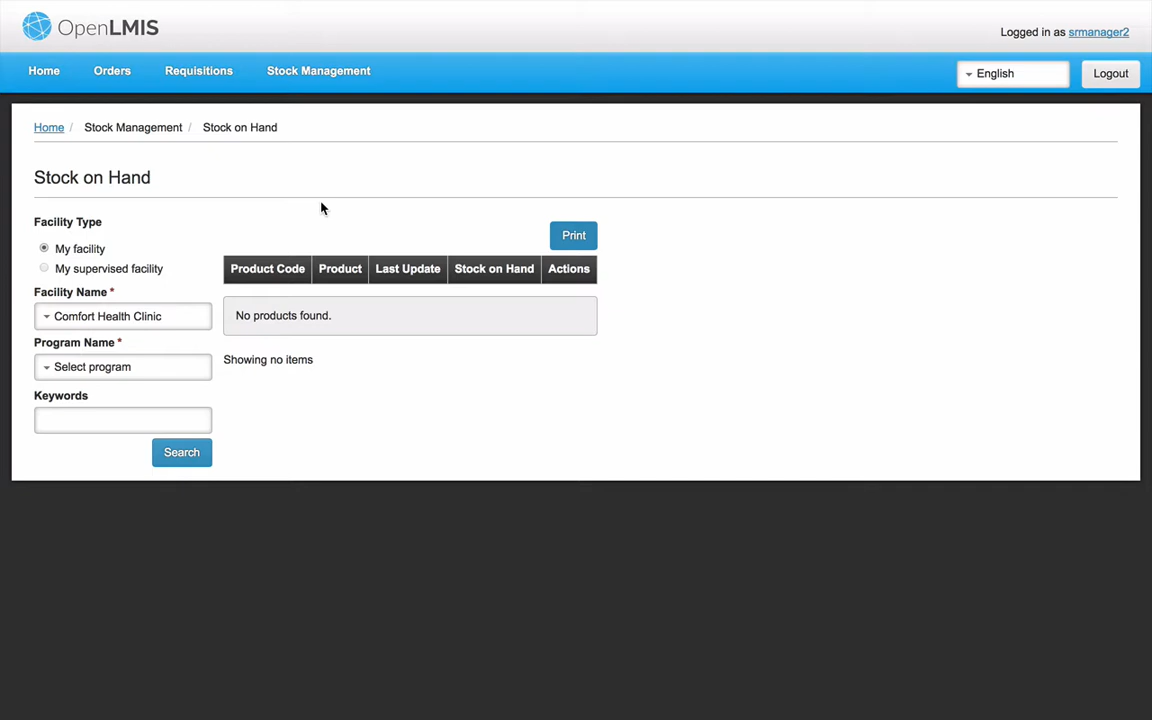 OpenLMIS
Logged in as srmanager2
Home Orders Requisitions Stock Management English Logout
Home / Stock Management / Stock on Hand
Stock on Hand
Facility Type
My facility
My supervised facility
Facility Name *
Comfort Health Clinic
Program Name *
Select program
Keywords
Search
Print
Product Code Product Last Update Stock on Hand Actions
No products found.
Showing no items